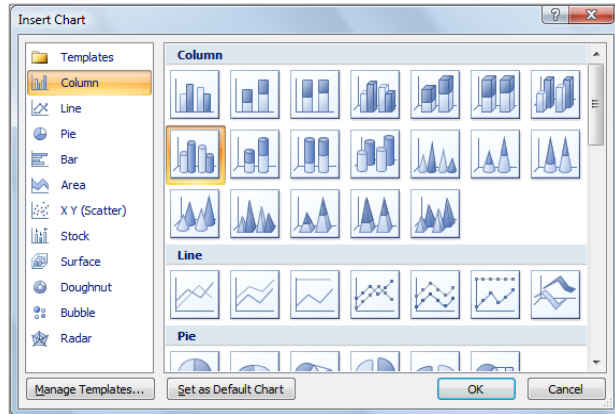 Insert Chart
Templates
Column
Line
Pie
Bar
Area
X Y (Scatter)
Stock
Surface
Doughnut
Bubble
Radar
Column
Line
Pie
Manage Templates...
Set as Default Chart
OK
Cancel